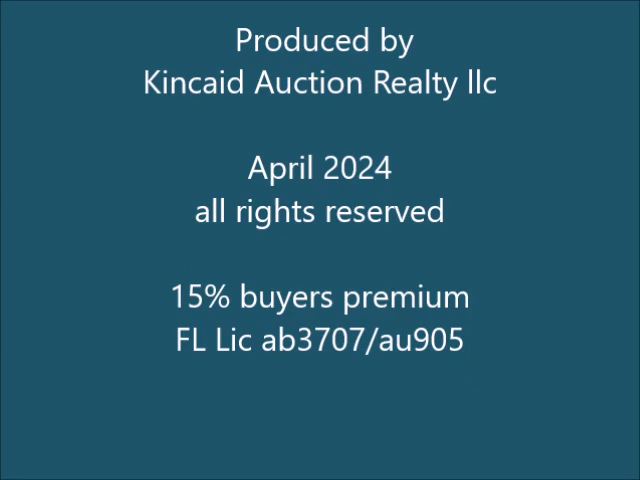 Produced by
Kincaid Auction Realty llc
April 2024
all rights reserved
15% buyers premium
FL Lic ab3707/au905